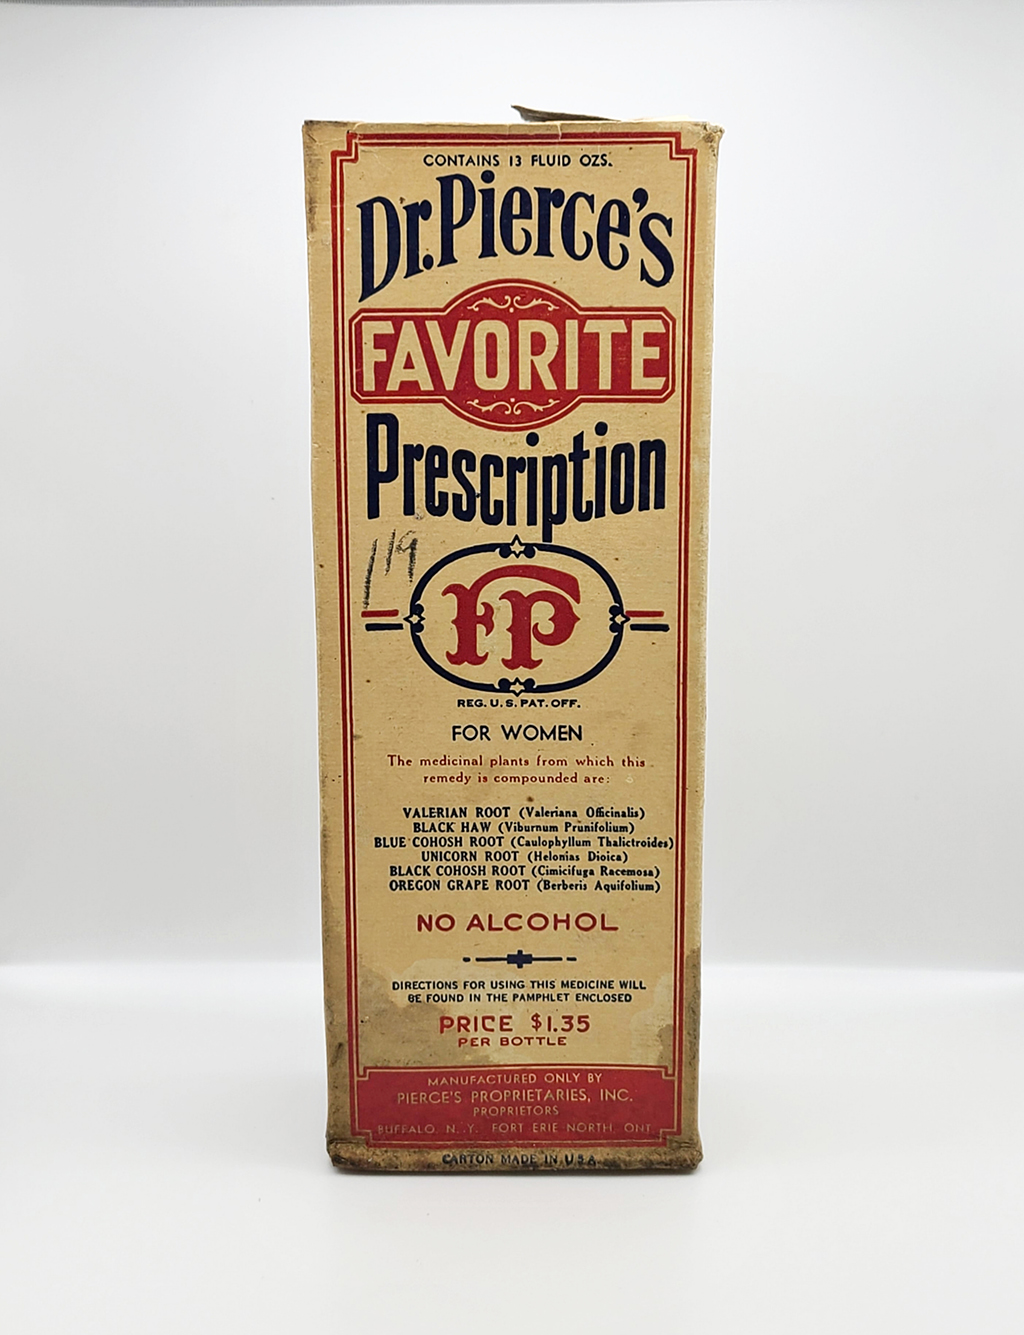 CONTAINS 13 FLUID OZS.
Dr. Pierce's
FAVORITE
Prescription
119
FP
REG. U. S. PAT. OFF.
FOR WOMEN
The medicinal plants from which this
remedy is compounded are:
VALERIAN ROOT (Valeriana Officinalis)
BLACK HAW (Viburnum Prunifolium)
BLUE COHOSH ROOT (Caulophyllum Thalictroides)
UNICORN ROOT (Helonias Dioica)
BLACK COHOSH ROOT (Cimicifuga Racemosa)
OREGON GRAPE ROOT (Berberis Aquifolium)
NO ALCOHOL
DIRECTIONS FOR USING THIS MEDICINE WILL
BE FOUND IN THE PAMPHLET ENCLOSED
PRICE $1.35
PER BOTTLE
MANUFACTURED ONLY BY
PIERCE'S PROPRIETARIES, INC.
PROPRIETORS
BUFFALO, N. Y. FORT ERIE NORTH, ONT.
CARTON MADE IN U.S.A.